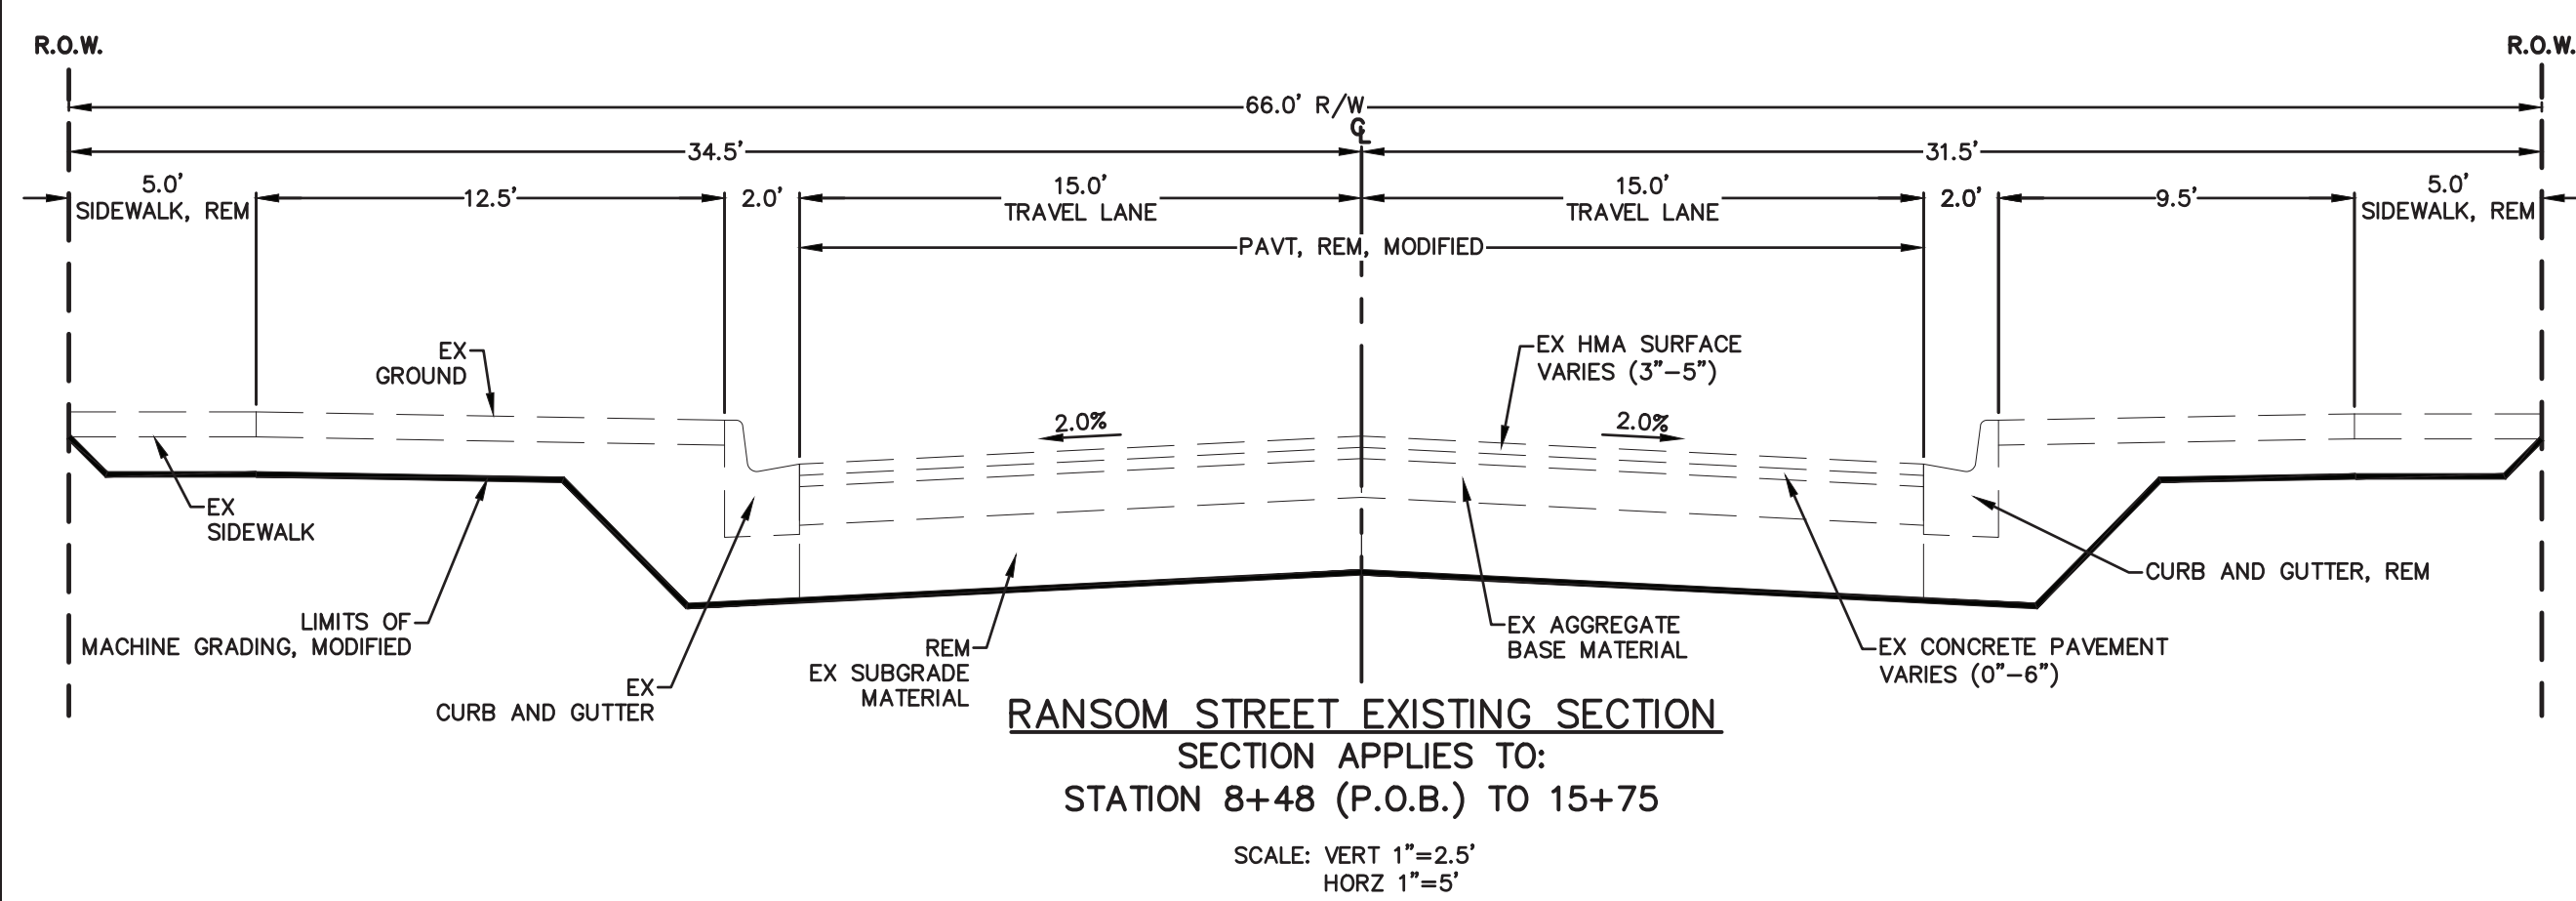 R.O.W.
R.O.W.
66.0' R/W
℄
34.5'
31.5'
5.0'
SIDEWALK, REM
12.5'
2.0'
15.0'
TRAVEL LANE
15.0'
TRAVEL LANE
2.0'
9.5'
5.0'
SIDEWALK, REM
PAVT, REM, MODIFIED
EX
GROUND
2.0%
2.0%
EX HMA SURFACE
VARIES (3"-5")
EX
SIDEWALK
LIMITS OF
MACHINE GRADING, MODIFIED
EX
CURB AND GUTTER
REM
EX SUBGRADE
MATERIAL
EX AGGREGATE
BASE MATERIAL
EX CONCRETE PAVEMENT
VARIES (0"-6")
CURB AND GUTTER, REM
RANSOM STREET EXISTING SECTION
SECTION APPLIES TO:
STATION 8+48 (P.O.B.) TO 15+75
SCALE: VERT 1"=2.5'
HORZ 1"=5'